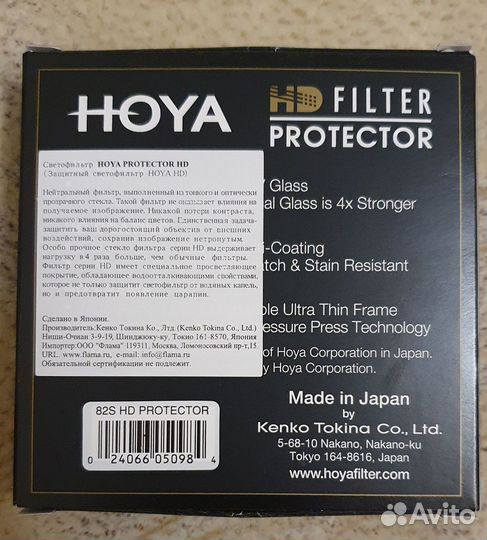 HOYA
HD FILTER
PROTECTOR
Светофильтр HOYA PROTECTOR HD
(Защитный светофильтр HOYA HD)
Нейтральный фильтр, выполненный из тонкого и оптически
прозрачного стекла. Такой фильтр не оказывает влияния на
получаемое изображение. Никакой потери контраста,
никакого влияния на баланс цветов. Единственная задача-
защитить ваш дорогостоящий объектив от внешних
воздействий, сохранив изображение нетронутым.
Особо прочное стекло фильтра серии HD выдерживает
нагрузку в 4 раза больше, чем обычные фильтры.
Фильтр серии HD имеет специальное просветляющее
покрытие, обладающее водоотталкивающими свойствами,
которое не только защитит светофильтр от водяных капель,
но и предотвратит появление царапин.
Сделано в Японии.
Производитель: Кенко Токина Ко., Лтд. (Kenko Tokina Co., Ltd.)
Ниши-Очиаи 3-9-19, Шинджюку-ку, Токио 161-8570, Япония
Импортер:ООО "Флама" 119311, Москва, Ломоносовский пр-т,15.
URL. www.flama.ru, e-mail: info@flama.ru
Обязательной сертификации не подлежит.
Glass
al Glass is 4x Stronger
i-Coating
atch & Stain Resistant
ble Ultra Thin Frame
essure Press Technology
of Hoya Corporation in Japan.
y Hoya Corporation.
82S HD PROTECTOR
0 24066 05098 4
Made in Japan
by
Kenko Tokina Co., Ltd.
5-68-10 Nakano, Nakano-ku
Tokyo 164-8616, Japan
www.hoyafilter.com
Avito